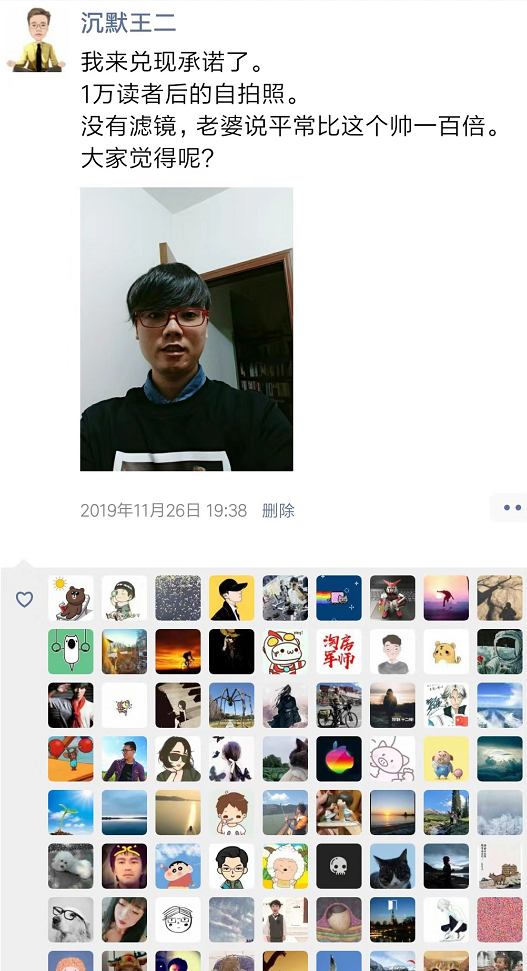 沉默王二
我来兑现承诺了。
1万读者后的自拍照。
没有滤镜，老婆说平常比这个帅一百倍。
大家觉得呢？
2019年11月26日 19:38 删除
淘席
军师